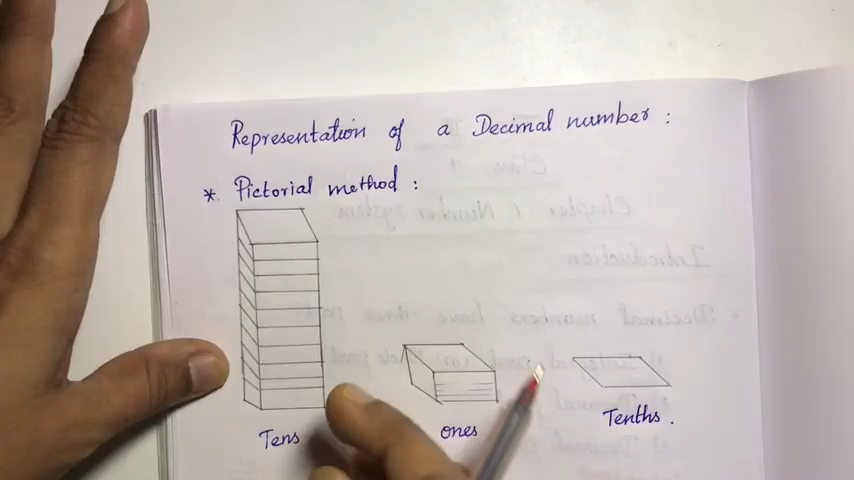 Representation of a Decimal number :
* Pictorial method :
Tens ones Tenths .